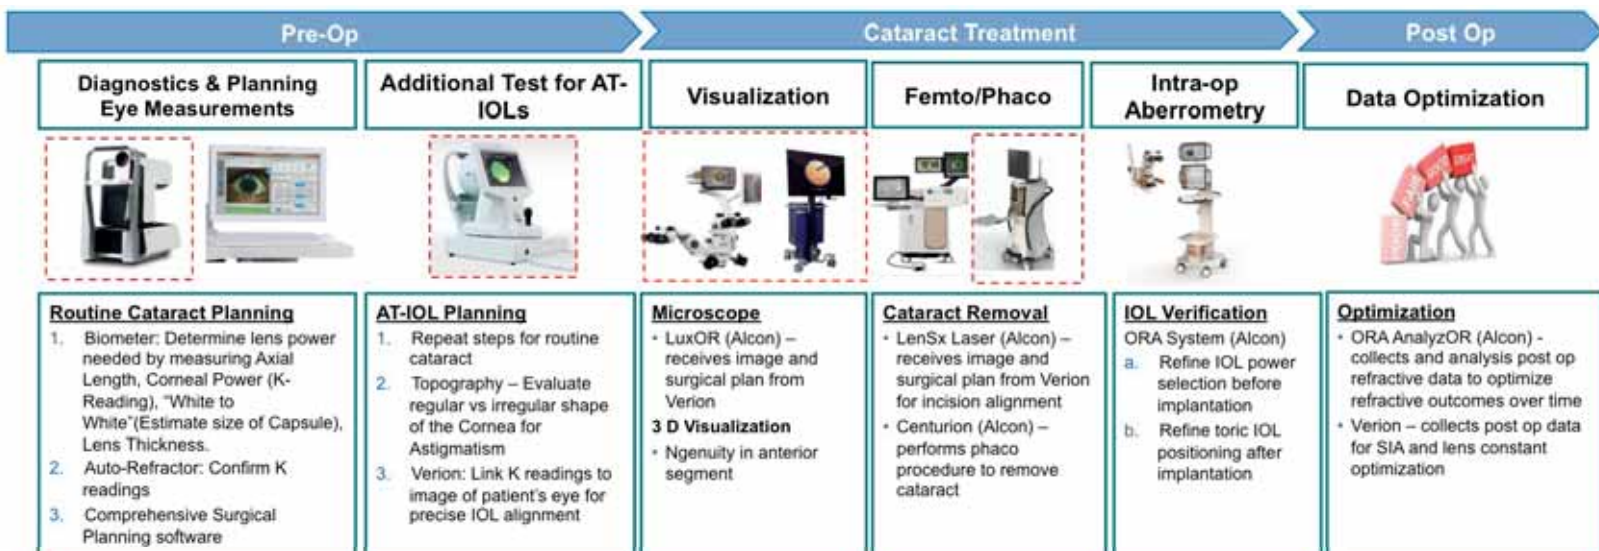 Pre-Op
Cataract Treatment
Post Op
Diagnostics & Planning
Eye Measurements
Additional Test for AT-
IOLs
Visualization
Femto/Phaco
Intra-op
Aberrometry
Data Optimization
Routine Cataract Planning
1. Biometer: Determine lens power
needed by measuring Axial
Length, Corneal Power (K-
Reading), "White to
White"(Estimate size of Capsule),
Lens Thickness.
2. Auto-Refractor: Confirm K
readings
3. Comprehensive Surgical
Planning software
AT-IOL Planning
1. Repeat steps for routine
cataract
2. Topography – Evaluate
regular vs irregular shape
of the Cornea for
Astigmatism
3. Verion: Link K readings to
image of patient's eye for
precise IOL alignment
Microscope
• LuxOR (Alcon) –
receives image and
surgical plan from
Verion
3 D Visualization
• Ngenuity in anterior
segment
Cataract Removal
• LenSx Laser (Alcon) –
receives image and
surgical plan from Verion
for incision alignment
• Centurion (Alcon) –
performs phaco
procedure to remove
cataract
IOL Verification
ORA System (Alcon)
a. Refine IOL power
selection before
implantation
b. Refine toric IOL
positioning after
implantation
Optimization
• ORA AnalyzOR (Alcon) -
collects and analysis post op
refractive data to optimize
refractive outcomes over time
• Verion – collects post op data
for SIA and lens constant
optimization